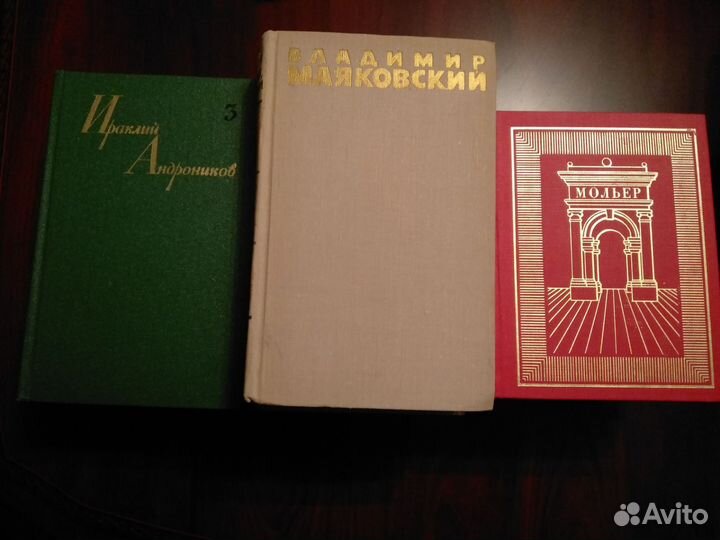 Ираклий
Андроников
3
ВЛАДИМИР
МАЯКОВСКИЙ
МОЛЬЕР
Avito